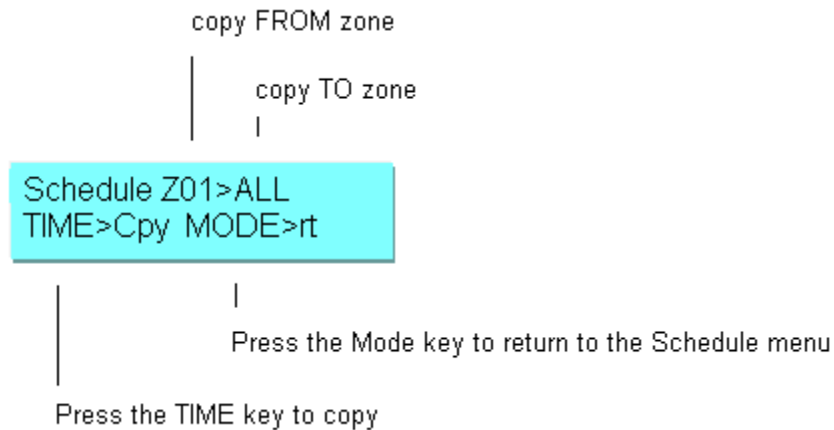 copy FROM zone
copy TO zone
Schedule Z01>ALL
TIME>Cpy MODE>rt
Press the Mode key to return to the Schedule menu
Press the TIME key to copy